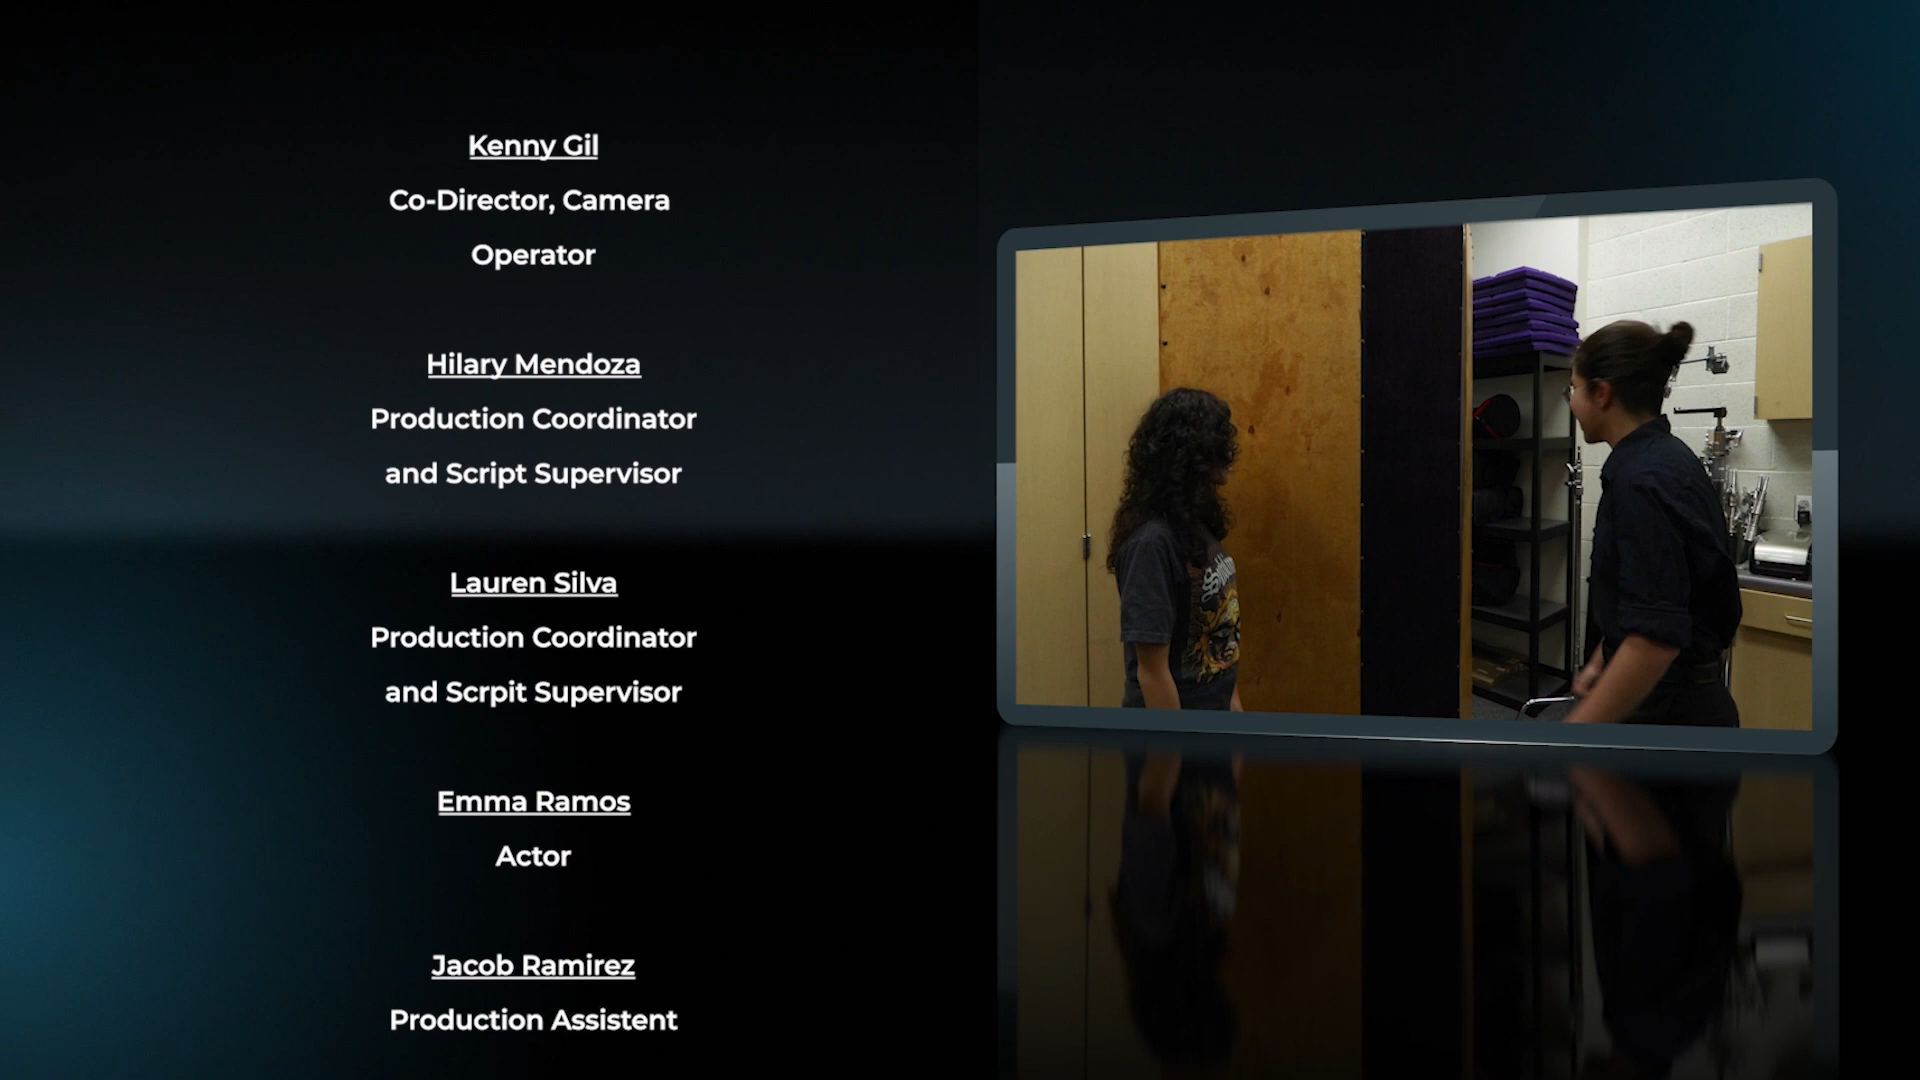 Kenny Gil
Co-Director, Camera
Operator
Hilary Mendoza
Production Coordinator
and Script Supervisor
Lauren Silva
Production Coordinator
and Scrpit Supervisor
Emma Ramos
Actor
Jacob Ramirez
Production Assistent